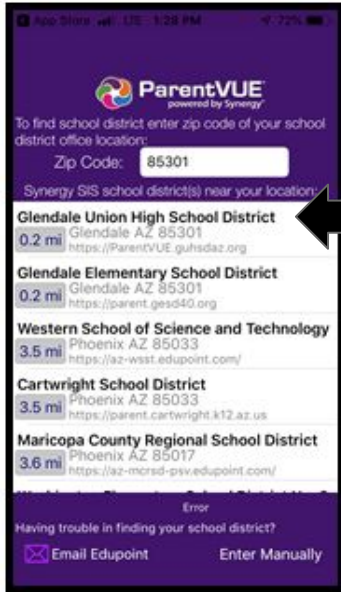 App Store LTE 1:28 PM 72%
ParentVUE
powered by Synergy
To find school district enter zip code of your school
district office location:
Zip Code: 85301
Synergy SIS school district(s) near your location:
Glendale Union High School District
0.2 mi Glendale AZ 85301
https://ParentVUE.guhsdaz.org
Glendale Elementary School District
0.2 mi Glendale AZ 85301
https://parent.gesd40.org
Western School of Science and Technology
3.5 mi Phoenix AZ 85033
https://az-wsst.edupoint.com/
Cartwright School District
3.5 mi Phoenix AZ 85033
https://parent.cartwright.k12.az.us
Maricopa County Regional School District
3.6 mi Phoenix AZ 85017
https://az-mcrsd-psv.edupoint.com/
Error
Having trouble in finding your school district?
Email Edupoint Enter Manually